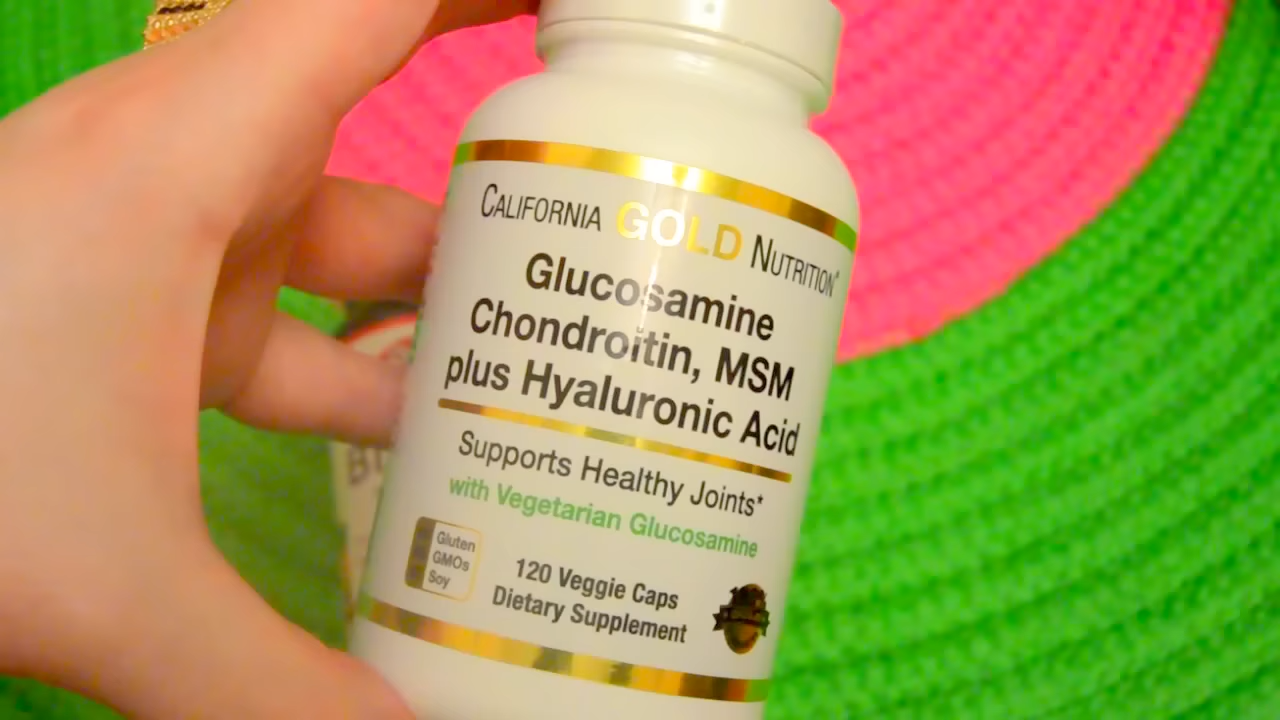 CALIFORNIA GOLD NUTRITION
Glucosamine
Chondroitin, MSM
plus Hyaluronic Acid
Supports Healthy Joints*
with Vegetarian Glucosamine
Gluten
GMOs
Soy
120 Veggie Caps
Dietary Supplement